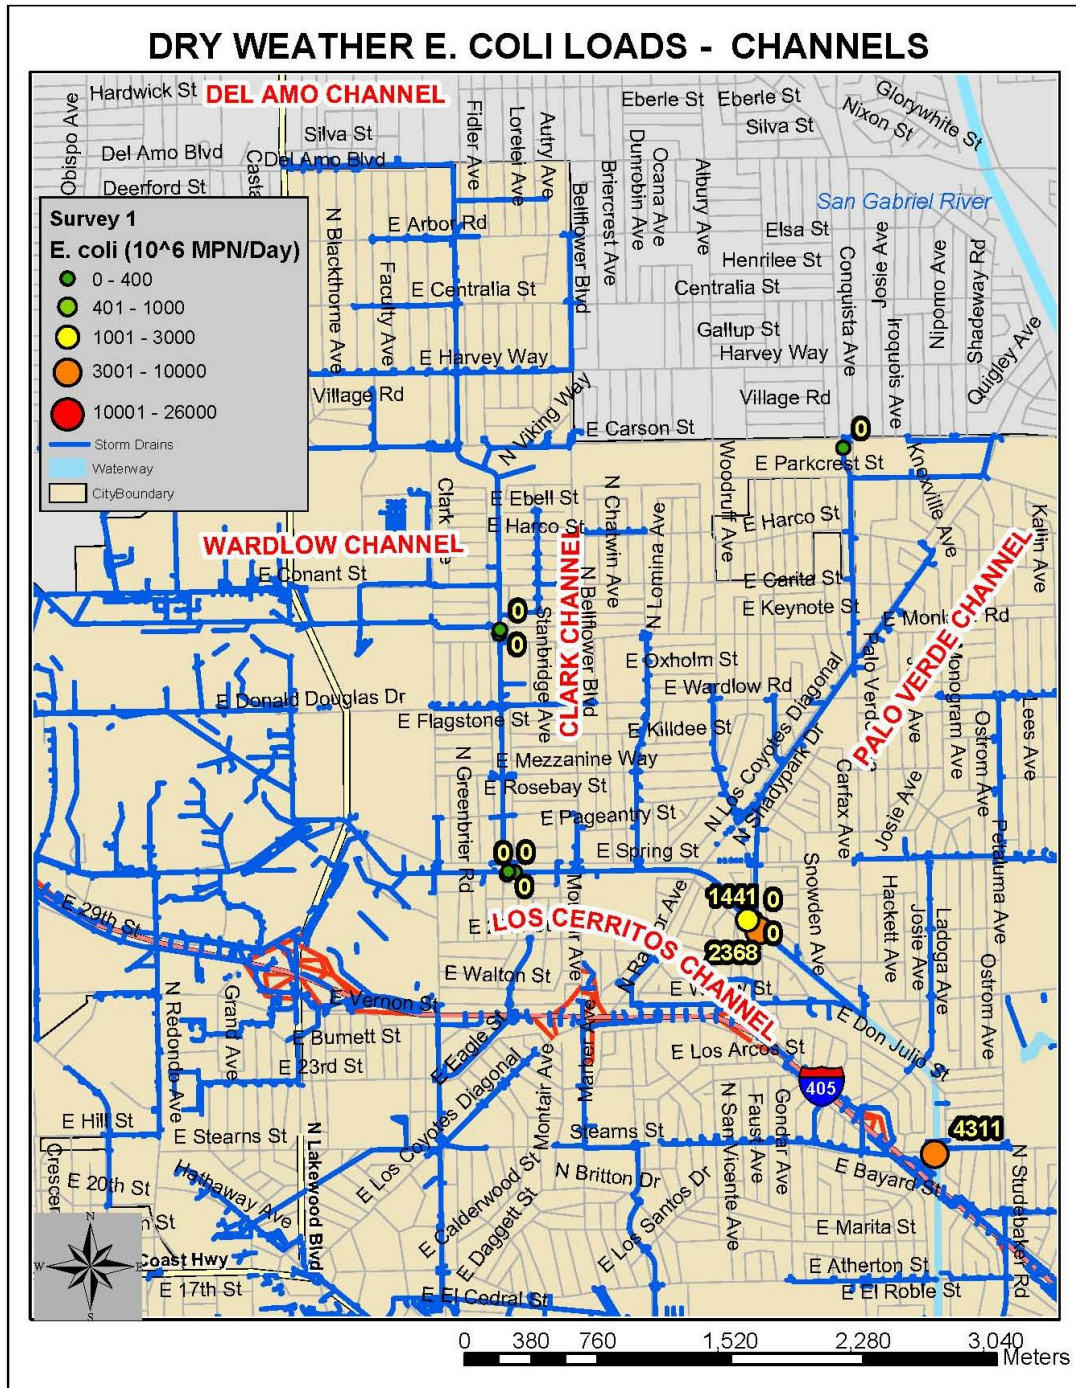 DRY WEATHER E. COLI LOADS - CHANNELS
Hardwick St
DEL AMO CHANNEL
Obispo Ave
Del Amo Blvd
Deerford St
Silva St
Del Amo Blvd
Fidler Ave
Lorelei Ave
Autry Ave
Eberle St
Eberle St
Silva St
Glorywhite St
Nixon St
Dunrobin Ave
Ocana Ave
Albury Ave
Briercrest Ave
Bellflower Blvd
San Gabriel River
Survey 1
E. coli (10^6 MPN/Day)
0 - 400
401 - 1000
1001 - 3000
3001 - 10000
10001 - 26000
Storm Drains
Waterway
CityBoundary
N Blackthorne Ave
Faculty Ave
E Arbor Rd
E Centralia St
E Harvey Way
Village Rd
Elsa St
Henrilee St
Centralia St
Gallup St
Harvey Way
Village Rd
Conquista Ave
Josie Ave
Iroquois Ave
Nipomo Ave
Shadeway Rd
Quigley Ave
N Viking Way
E Carson St
0
E Parkcrest St
Woodruff Ave
Knoxville Ave
Kallin Ave
E Ebell St
E Harco St
N Chatwin Ave
N Lomina Ave
E Harco St
WARDLOW CHANNEL
E Conant St
CLARK CHANNEL
PALO VERDE CHANNEL
E Carita St
E Keynote St
0
0
Stanbridge Ave
N Bellflower Blvd
E Oxholm St
E Wardlow Rd
Monogram Ave
Ostrom Ave
Lees Ave
E Donald Douglas Dr
E Flagstone St
E Killdee St
E Mezzanine Way
E Rosebay St
E Pageantry St
E Spring St
N Los Coyotes Diagonal
N Shadypark Dr
Carfax Ave
Josie Ave
Petaluma Ave
N Greenbrier Rd
0 0
0
1441 0
0
2368
Snowden Ave
Hackett Ave
Josie Ave
Ladoga Ave
Ostrom Ave
LOS CERRITOS CHANNEL
E 29th St
E Walton St
N Redondo Ave
Grand Ave
E Vernon St
E Burnett St
E 23rd St
E Eagle St
E Los Arcos St
E Don Julio St
405
4311
E Hill St
E Stearns St
N Lakewood Blvd
E Los Coyotes Diagonal
Montair Ave
Stearns St
N San Vicente Ave
Faust Ave
Gondar Ave
E Bayard St
N Studebaker Rd
E 20th St
Hathaway Ave
E Calderwood St
E Daggett St
N Britton Dr
E Los Santos Dr
E Marita St
E Atherton St
E El Roble St
Coast Hwy
E 17th St
E El Cedral St
N
W
E
S
0 380 760 1,520 2,280 3,040
Meters